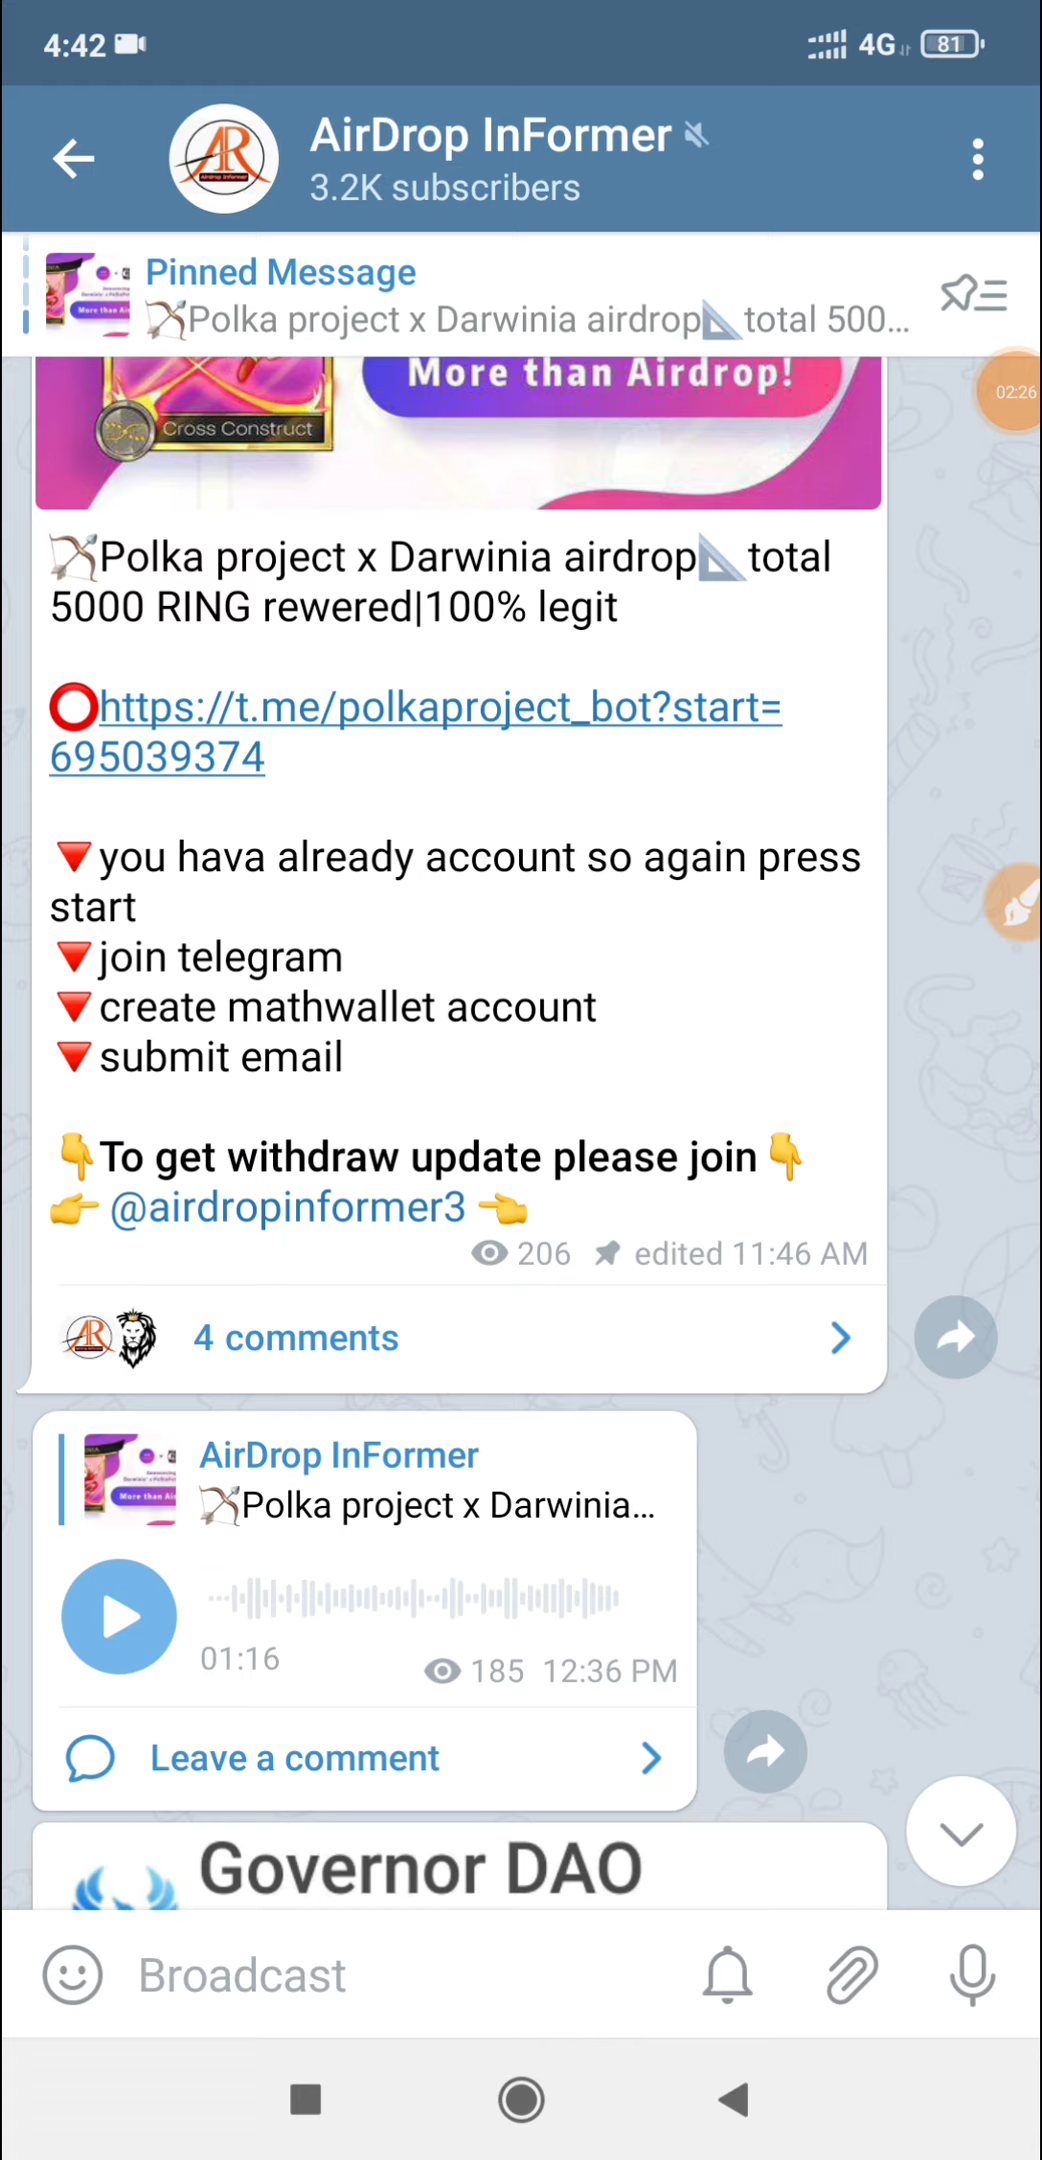 4:42
4G 81
AirDrop InFormer
3.2K subscribers
Pinned Message
🏹Polka project x Darwinia airdrop📐total 500...
More than Airdrop!
02:26
Cross Construct
🏹Polka project x Darwinia airdrop📐total
5000 RING rewered|100% legit
⭕https://t.me/polkaproject_bot?start=
695039374
🔻you hava already account so again press
start
🔻join telegram
🔻create mathwallet account
🔻submit email
👇To get withdraw update please join👇
👉 @airdropinformer3 👈
206 edited 11:46 AM
4 comments
AirDrop InFormer
🏹Polka project x Darwinia...
More than Air
01:16
185 12:36 PM
Leave a comment
Governor DAO
Broadcast